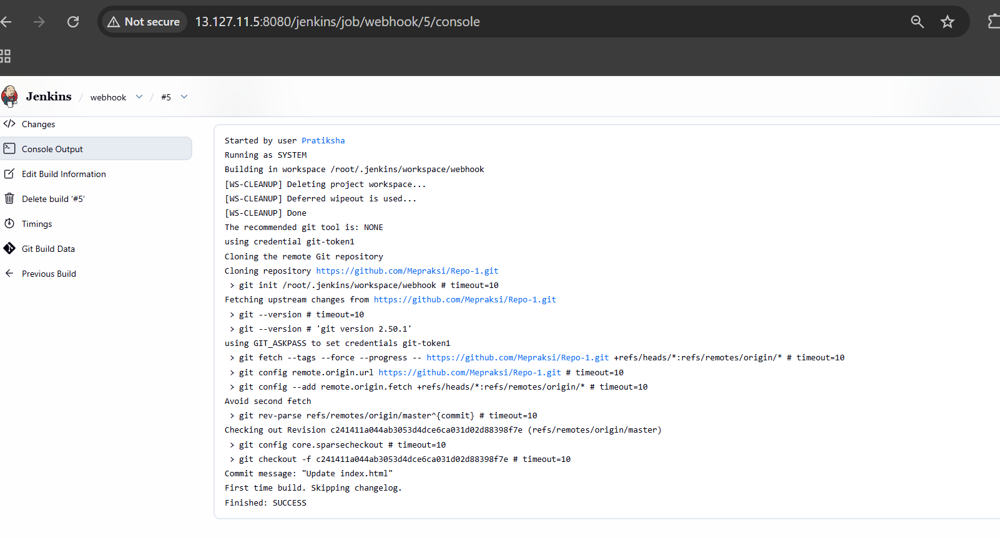 Not secure 13.127.11.5:8080/jenkins/job/webhook/5/console
Jenkins / webhook / #5
Changes
Console Output
Edit Build Information
Delete build ‘#5’
Timings
Git Build Data
Previous Build
Started by user Pratiksha
Running as SYSTEM
Building in workspace /root/.jenkins/workspace/webhook
[WS-CLEANUP] Deleting project workspace...
[WS-CLEANUP] Deferred wipeout is used...
[WS-CLEANUP] Done
The recommended git tool is: NONE
using credential git-token1
Cloning the remote Git repository
Cloning repository https://github.com/Mepraksi/Repo-1.git
 > git init /root/.jenkins/workspace/webhook # timeout=10
Fetching upstream changes from https://github.com/Mepraksi/Repo-1.git
 > git --version # timeout=10
 > git --version # 'git version 2.50.1'
using GIT_ASKPASS to set credentials git-token1
 > git fetch --tags --force --progress -- https://github.com/Mepraksi/Repo-1.git +refs/heads/*:refs/remotes/origin/* # timeout=10
 > git config remote.origin.url https://github.com/Mepraksi/Repo-1.git # timeout=10
 > git config --add remote.origin.fetch +refs/heads/*:refs/remotes/origin/* # timeout=10
Avoid second fetch
 > git rev-parse refs/remotes/origin/master^{commit} # timeout=10
Checking out Revision c241411a044ab3053d4dce6ca031d02d88398f7e (refs/remotes/origin/master)
 > git config core.sparsecheckout # timeout=10
 > git checkout -f c241411a044ab3053d4dce6ca031d02d88398f7e # timeout=10
Commit message: "Update index.html"
First time build. Skipping changelog.
Finished: SUCCESS